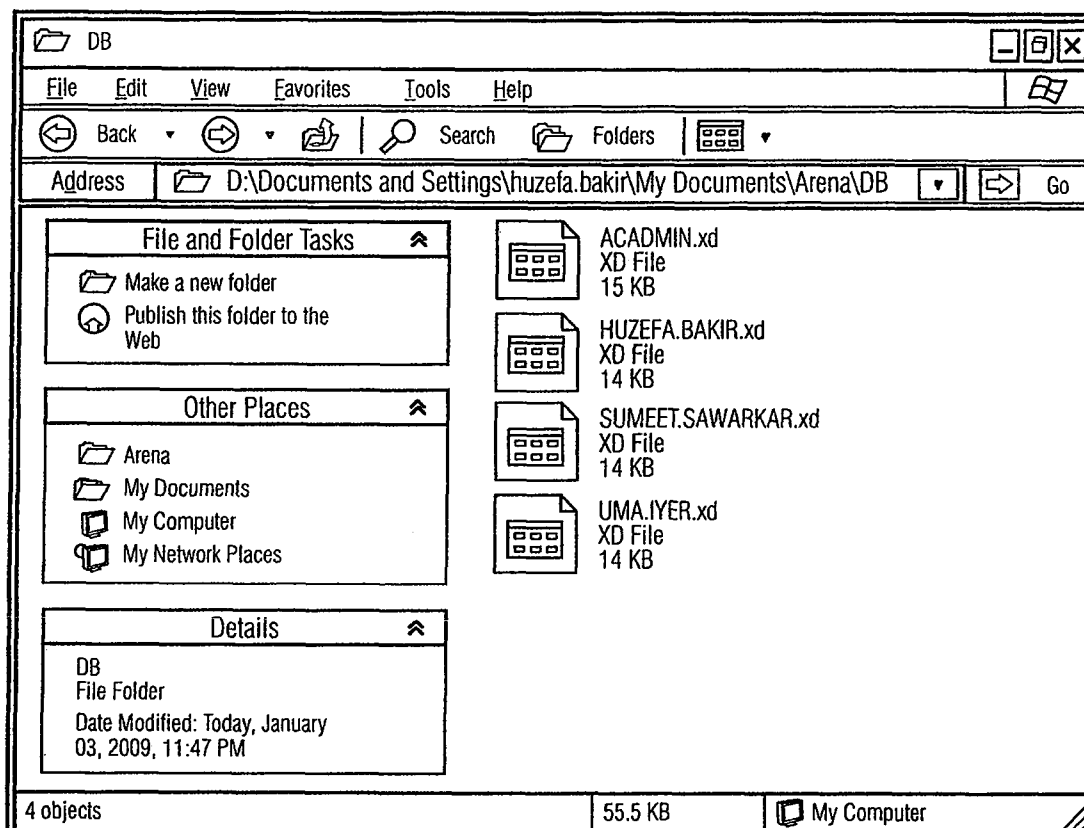 DB
File Edit View Favorites Tools Help
Back Search Folders
Address D:\Documents and Settings\huzefa.bakir\My Documents\Arena\DB Go
File and Folder Tasks
Make a new folder
Publish this folder to the
Web
Other Places
Arena
My Documents
My Computer
My Network Places
Details
DB
File Folder
Date Modified: Today, January
03, 2009, 11:47 PM
ACADMIN.xd
XD File
15 KB
HUZEFA.BAKIR.xd
XD File
14 KB
SUMEET.SAWARKAR.xd
XD File
14 KB
UMA.IYER.xd
XD File
14 KB
4 objects 55.5 KB My Computer